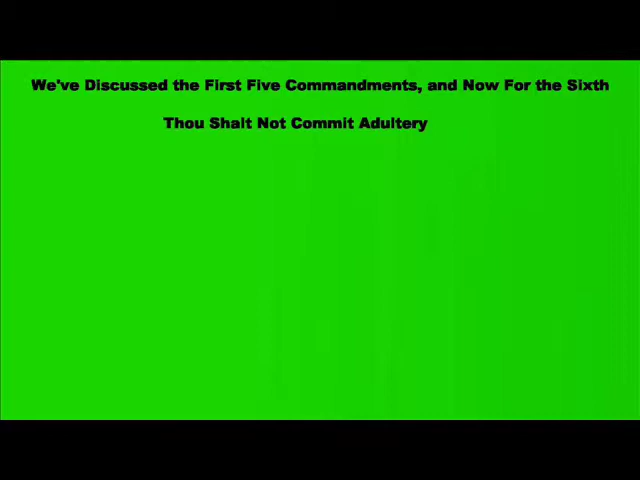 We've Discussed the First Five Commandments, and Now For the Sixth
Thou Shalt Not Commit Adultery